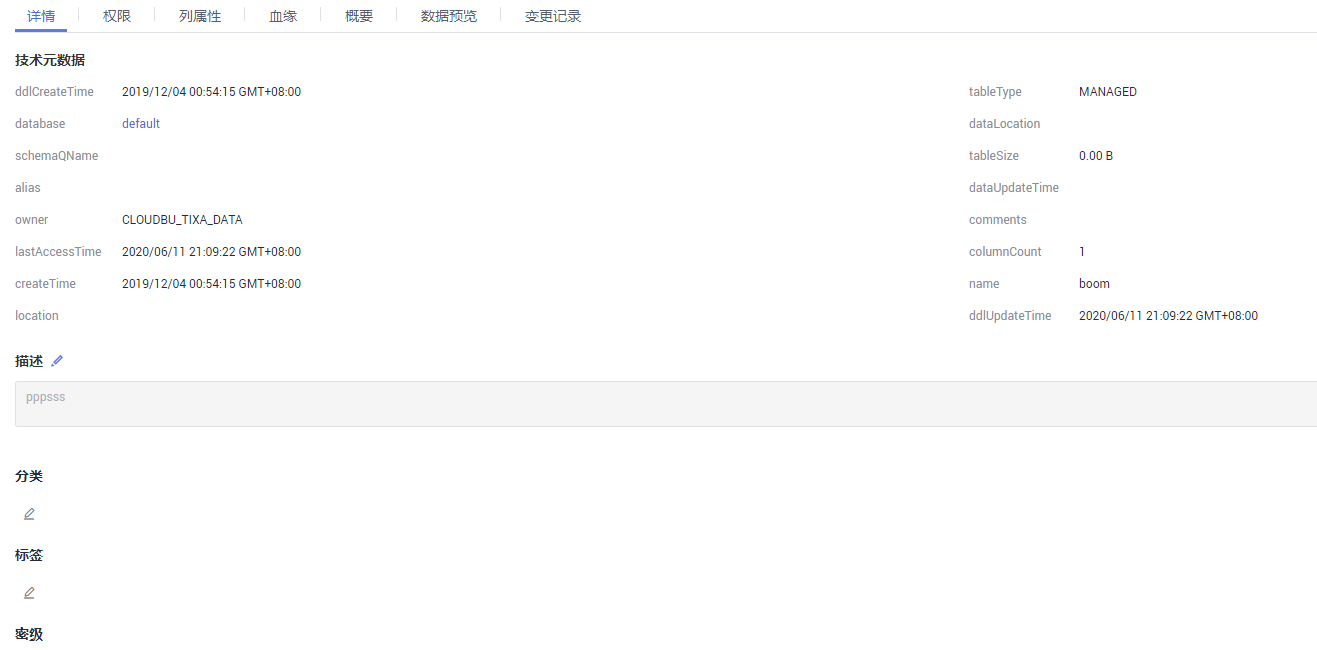 详情 权限 列属性 血缘 概要 数据预览 变更记录
技术元数据
ddlCreateTime 2019/12/04 00:54:15 GMT+08:00 tableType MANAGED
database default dataLocation
schemaQName tableSize 0.00 B
alias dataUpdateTime
owner CLOUDBU_TIXA_DATA comments
lastAccessTime 2020/06/11 21:09:22 GMT+08:00 columnCount 1
createTime 2019/12/04 00:54:15 GMT+08:00 name boom
location ddlUpdateTime 2020/06/11 21:09:22 GMT+08:00
描述
pppsss
分类
标签
密级